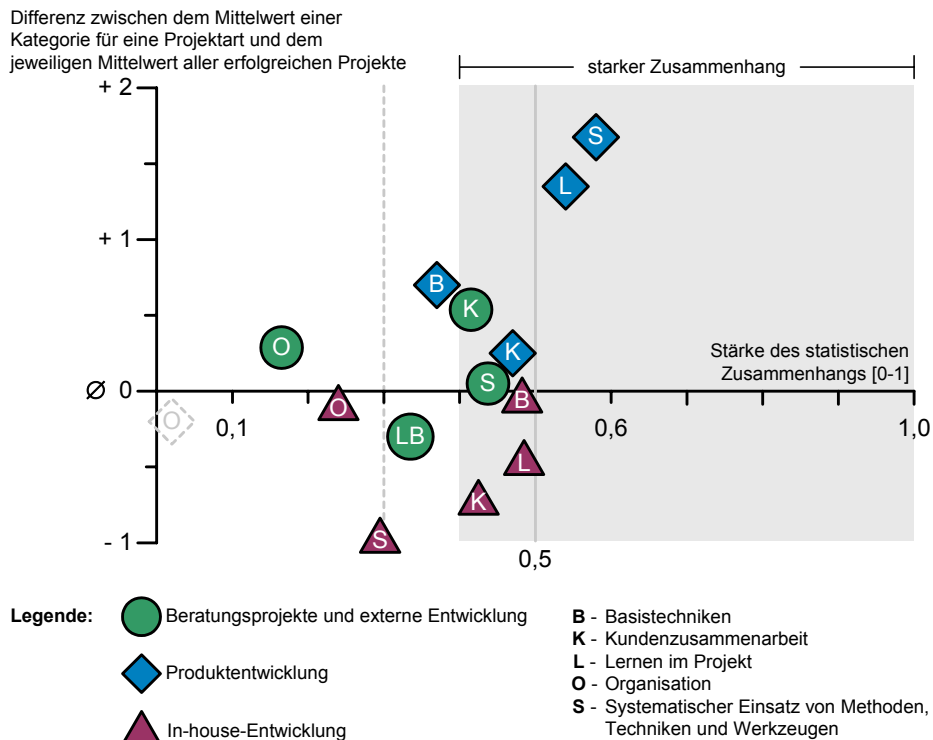 Differenz zwischen dem Mittelwert einer
Kategorie für eine Projektart und dem
jeweiligen Mittelwert aller erfolgreichen Projekte
starker Zusammenhang
+ 2
S
L
+ 1
B
K
O
K
Stärke des statistischen
Zusammenhangs [0-1]
S
Ø 0
B
O
O
0,1
0,6
1,0
LB
L
K
S
- 1
0,5
Legende:
Beratungsprojekte und externe Entwicklung
Produktentwicklung
In-house-Entwicklung
B - Basistechniken
K - Kundenzusammenarbeit
L - Lernen im Projekt
O - Organisation
S - Systematischer Einsatz von Methoden,
Techniken und Werkzeugen